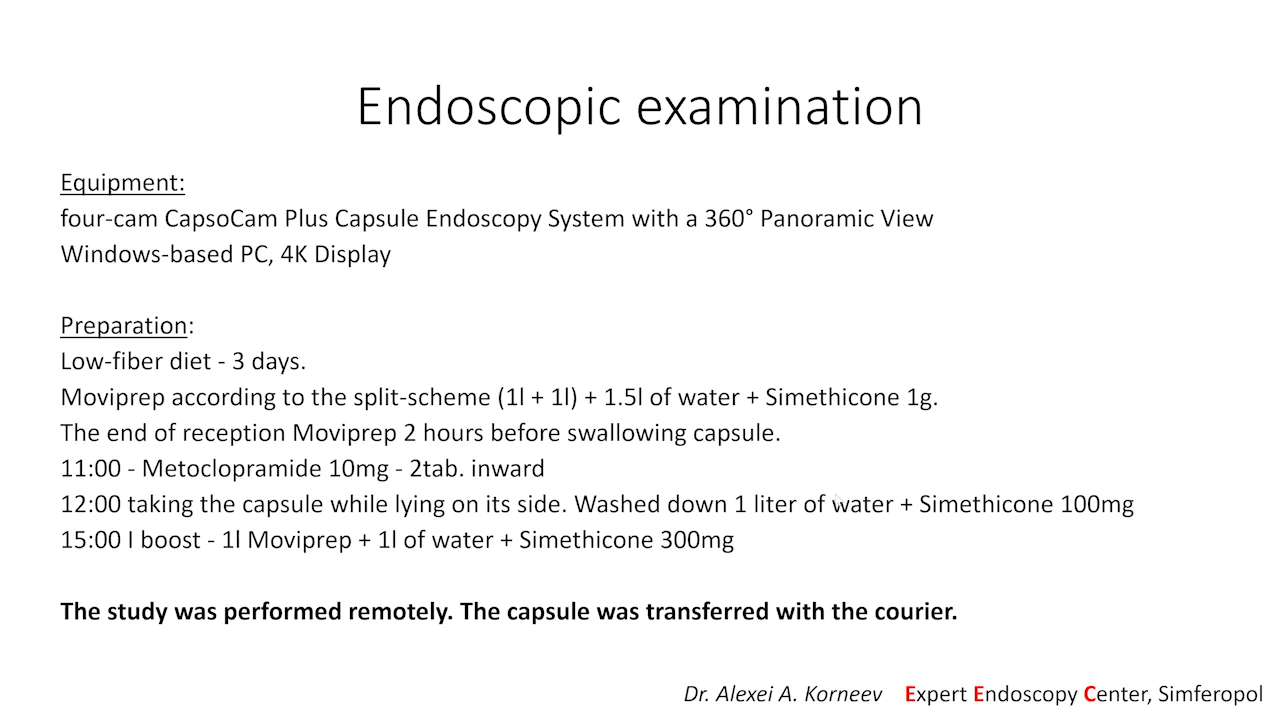 Endoscopic examination
Equipment:
four-cam CapsoCam Plus Capsule Endoscopy System with a 360° Panoramic View
Windows-based PC, 4K Display
Preparation:
Low-fiber diet - 3 days.
Moviprep according to the split-scheme (1l + 1l) + 1.5l of water + Simethicone 1g.
The end of reception Moviprep 2 hours before swallowing capsule.
11:00 - Metoclopramide 10mg - 2tab. inward
12:00 taking the capsule while lying on its side. Washed down 1 liter of water + Simethicone 100mg
15:00 I boost - 1l Moviprep + 1l of water + Simethicone 300mg
The study was performed remotely. The capsule was transferred with the courier.
Dr. Alexei A. Korneev Expert Endoscopy Center, Simferopol